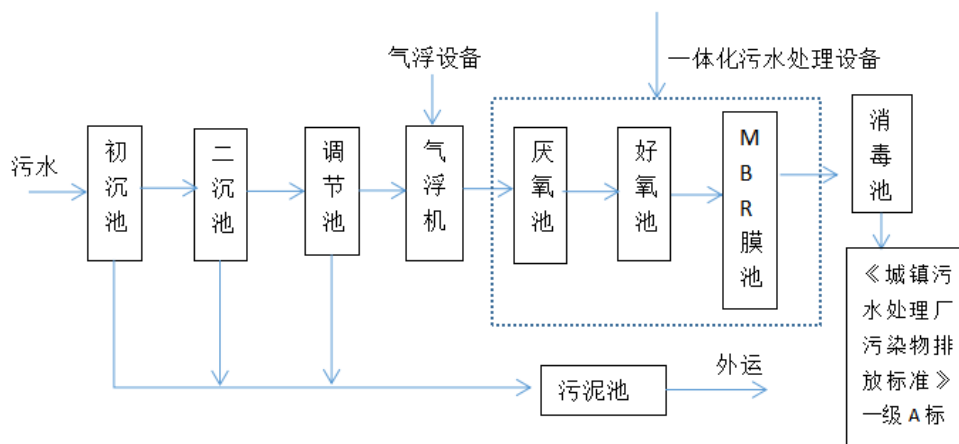 气浮设备
一体化污水处理设备
污水
初沉池
二沉池
调节池
气浮机
厌氧池
好氧池
MBR膜池
消毒池
《城镇污
水处理厂
污染物排
放标准》
一级A标
污泥池
外运